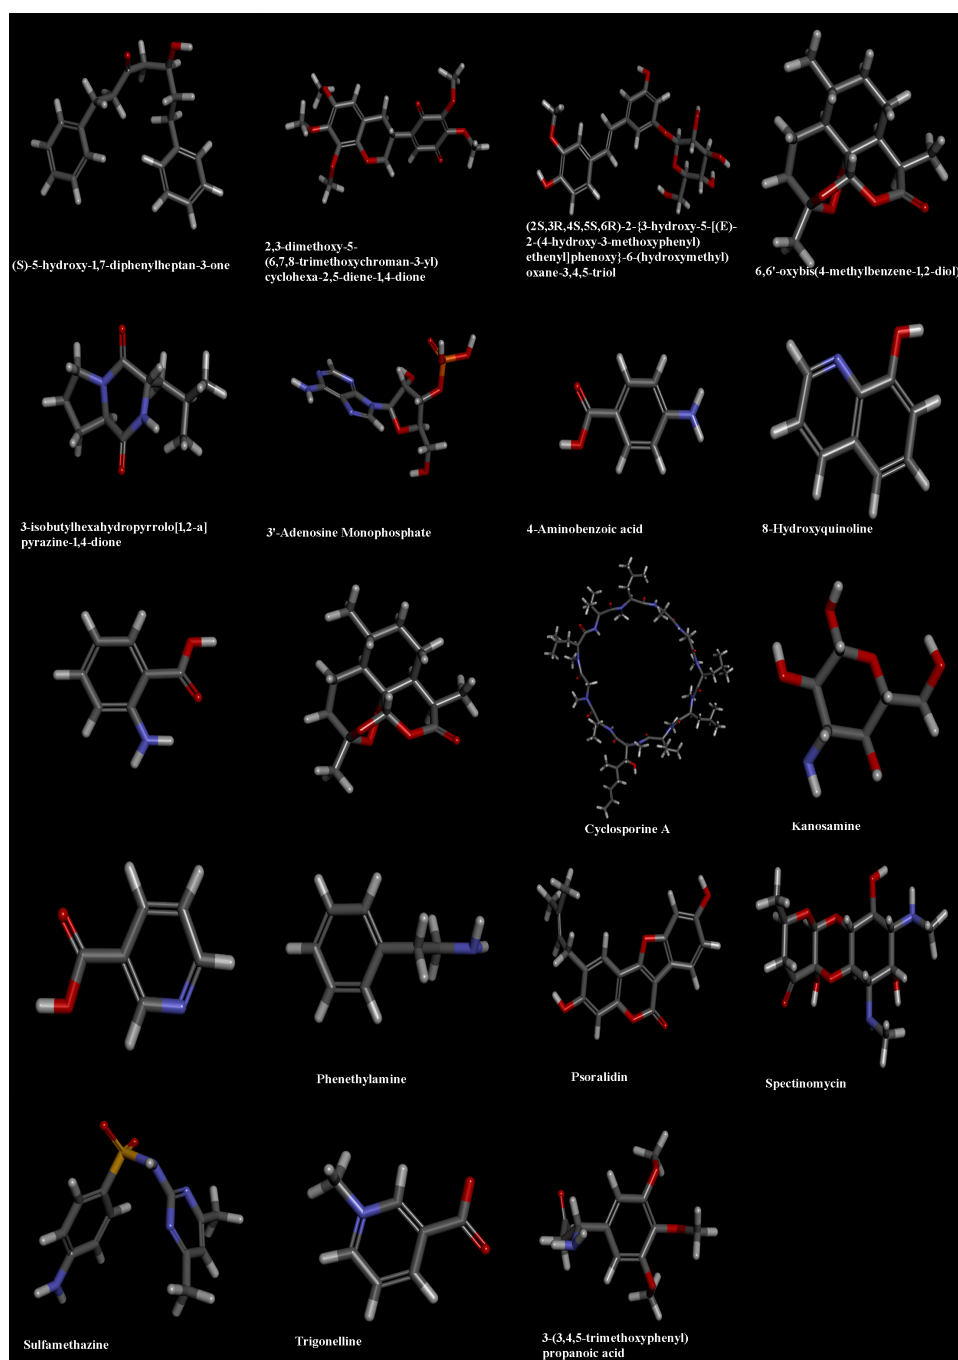 (S)-5-hydroxy-1,7-diphenylheptan-3-one
2,3-dimethoxy-5-
(6,7,8-trimethoxychroman-3-yl)
cyclohexa-2,5-diene-1,4-dione
(2S,3R,4S,5S,6R)-2-{3-hydroxy-5-[(E)-
2-(4-hydroxy-3-methoxyphenyl)
ethenyl]phenoxy}-6-(hydroxymethyl)
oxane-3,4,5-triol
6,6'-oxybis(4-methylbenzene-1,2-diol)
3-isobutylhexahydropyrrolo[1,2-a]
pyrazine-1,4-dione
3'-Adenosine Monophosphate
4-Aminobenzoic acid
8-Hydroxyquinoline
Cyclosporine A
Kanosamine
Phenethylamine
Psoralidin
Spectinomycin
Sulfamethazine
Trigonelline
3-(3,4,5-trimethoxyphenyl)
propanoic acid